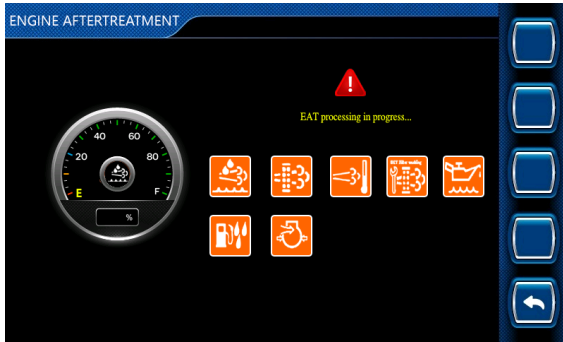 ENGINE AFTERTREATMENT
EAT processing in progress...
40 60
20 80
E F
%